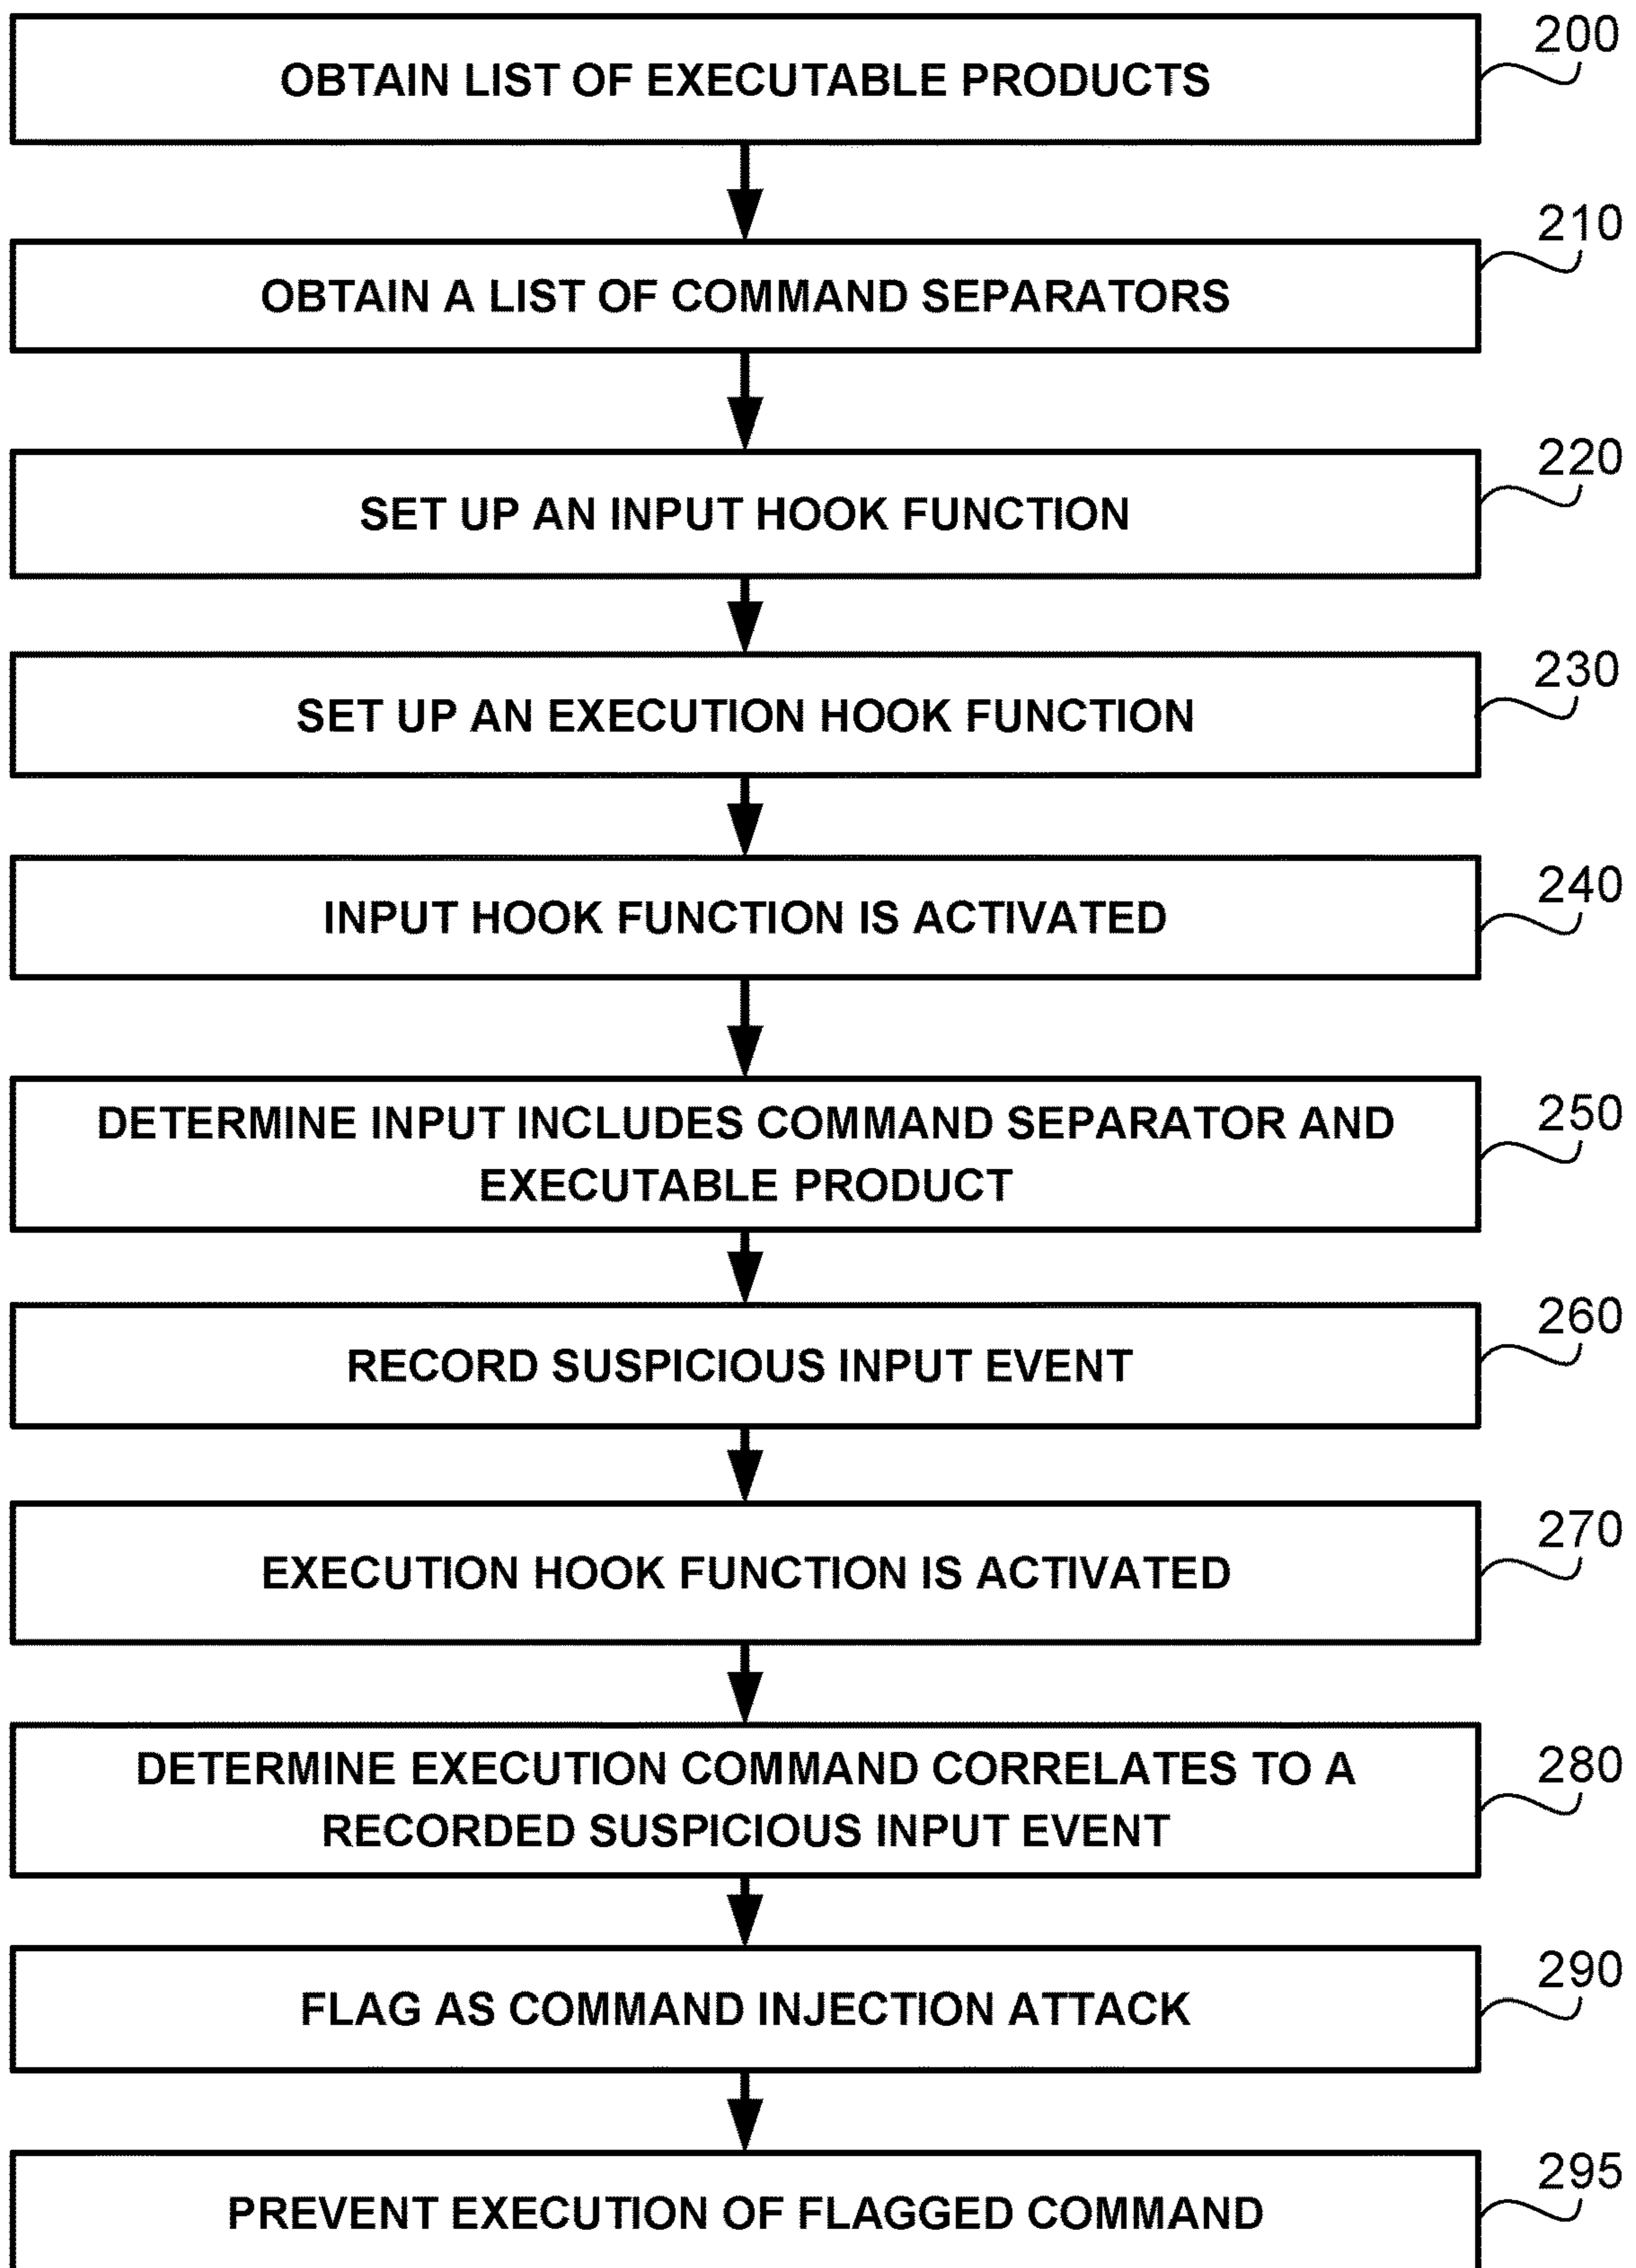 200
OBTAIN LIST OF EXECUTABLE PRODUCTS
210
OBTAIN A LIST OF COMMAND SEPARATORS
220
SET UP AN INPUT HOOK FUNCTION
230
SET UP AN EXECUTION HOOK FUNCTION
240
INPUT HOOK FUNCTION IS ACTIVATED
250
DETERMINE INPUT INCLUDES COMMAND SEPARATOR AND
EXECUTABLE PRODUCT
260
RECORD SUSPICIOUS INPUT EVENT
270
EXECUTION HOOK FUNCTION IS ACTIVATED
280
DETERMINE EXECUTION COMMAND CORRELATES TO A
RECORDED SUSPICIOUS INPUT EVENT
290
FLAG AS COMMAND INJECTION ATTACK
295
PREVENT EXECUTION OF FLAGGED COMMAND